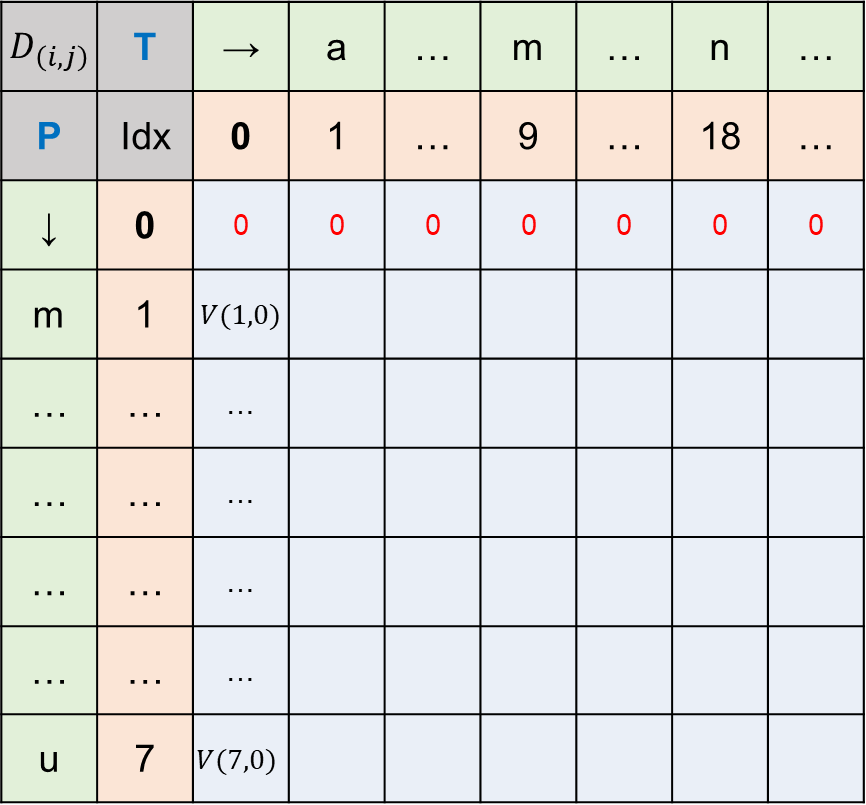 D(i,j) T → a … m … n …
P Idx 0 1 … 9 … 18 …
↓ 0 0 0 0 0 0 0 0
m 1 V(1,0)
… … …
… … …
… … …
… … …
u 7 V(7,0)